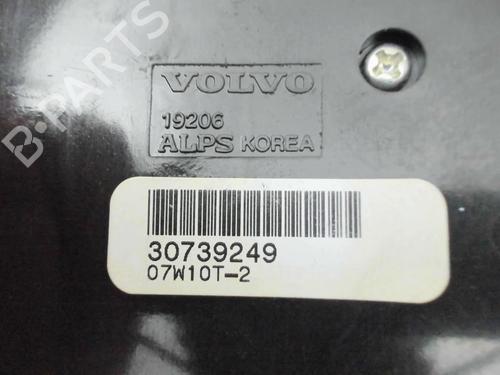 B-PARTS
VOLVO
19206
ALPS KOREA
30739249
07W10T-2